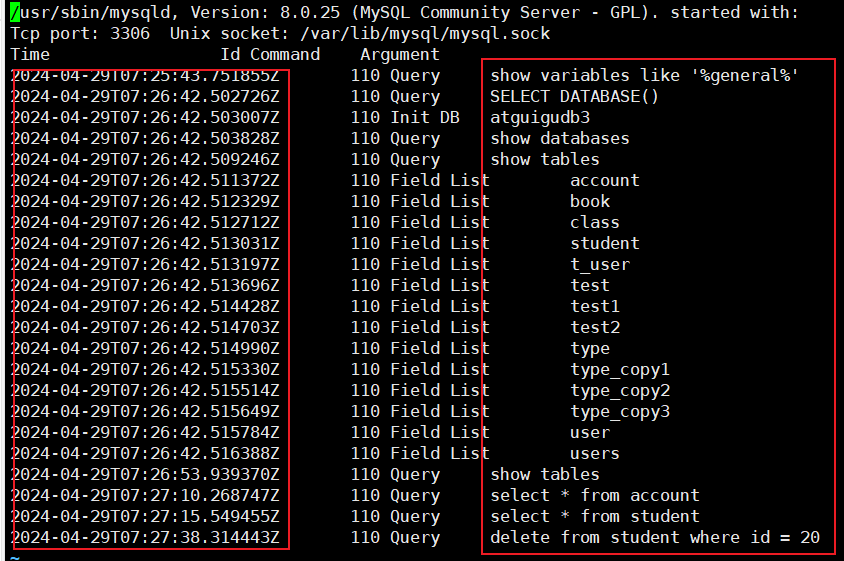 /usr/sbin/mysqld, Version: 8.0.25 (MySQL Community Server - GPL). started with:
Tcp port: 3306  Unix socket: /var/lib/mysql/mysql.sock
Time                 Id Command    Argument
2024-04-29T07:25:43.751855Z	  110 Query	show variables like '%general%'
2024-04-29T07:26:42.502726Z	  110 Query	SELECT DATABASE()
2024-04-29T07:26:42.503007Z	  110 Init DB	atguigudb3
2024-04-29T07:26:42.503828Z	  110 Query	show databases
2024-04-29T07:26:42.509246Z	  110 Query	show tables
2024-04-29T07:26:42.511372Z	  110 Field List	account
2024-04-29T07:26:42.512329Z	  110 Field List	book
2024-04-29T07:26:42.512712Z	  110 Field List	class
2024-04-29T07:26:42.513031Z	  110 Field List	student
2024-04-29T07:26:42.513197Z	  110 Field List	t_user
2024-04-29T07:26:42.513696Z	  110 Field List	test
2024-04-29T07:26:42.514428Z	  110 Field List	test1
2024-04-29T07:26:42.514703Z	  110 Field List	test2
2024-04-29T07:26:42.514990Z	  110 Field List	type
2024-04-29T07:26:42.515330Z	  110 Field List	type_copy1
2024-04-29T07:26:42.515514Z	  110 Field List	type_copy2
2024-04-29T07:26:42.515649Z	  110 Field List	type_copy3
2024-04-29T07:26:42.515784Z	  110 Field List	user
2024-04-29T07:26:42.516388Z	  110 Field List	users
2024-04-29T07:26:53.939370Z	  110 Query	show tables
2024-04-29T07:27:10.268747Z	  110 Query	select * from account
2024-04-29T07:27:15.549455Z	  110 Query	select * from student
2024-04-29T07:27:38.314443Z	  110 Query	delete from student where id = 20
~